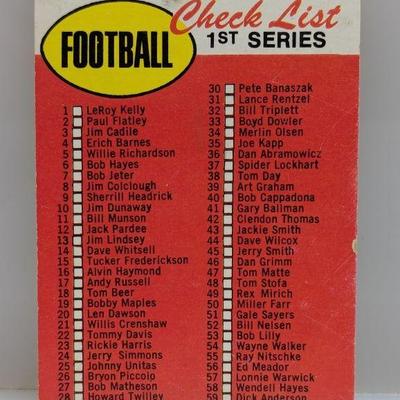 Check List
FOOTBALL
1ST SERIES
1 LeRoy Kelly
2 Paul Flatley
3 Jim Cadile
4 Erich Barnes
5 Willie Richardson
6 Bob Hayes
7 Bob Jeter
8 Jim Colclough
9 Sherrill Headrick
10 Jim Dunaway
11 Bill Munson
12 Jack Pardee
13 Jim Lindsey
14 Dave Whitsell
15 Tucker Frederickson
16 Alvin Haymond
17 Andy Russell
18 Tom Beer
19 Bobby Maples
20 Len Dawson
21 Willis Crenshaw
22 Tommy Davis
23 Rickie Harris
24 Jerry Simmons
25 Johnny Unitas
26 Bryon Piccolo
27 Bob Matheson
28 Howard Twilley
30 Pete Banaszak
31 Lance Rentzel
32 Bill Triplett
33 Boyd Dowler
34 Merlin Olsen
35 Joe Kapp
36 Dan Abramowicz
37 Spider Lockhart
38 Tom Day
39 Art Graham
40 Bob Cappadona
41 Gary Ballman
42 Clendon Thomas
43 Jackie Smith
44 Dave Wilcox
45 Jerry Smith
46 Dan Grimm
47 Tom Matte
48 Tom Stofa
49 Rex Mirich
50 Miller Farr
51 Gale Sayers
52 Bill Nelsen
53 Bob Lilly
54 Wayne Walker
55 Ray Nitschke
56 Ed Meador
57 Lonnie Warwick
58 Wendell Hayes
59 Dick Anderson